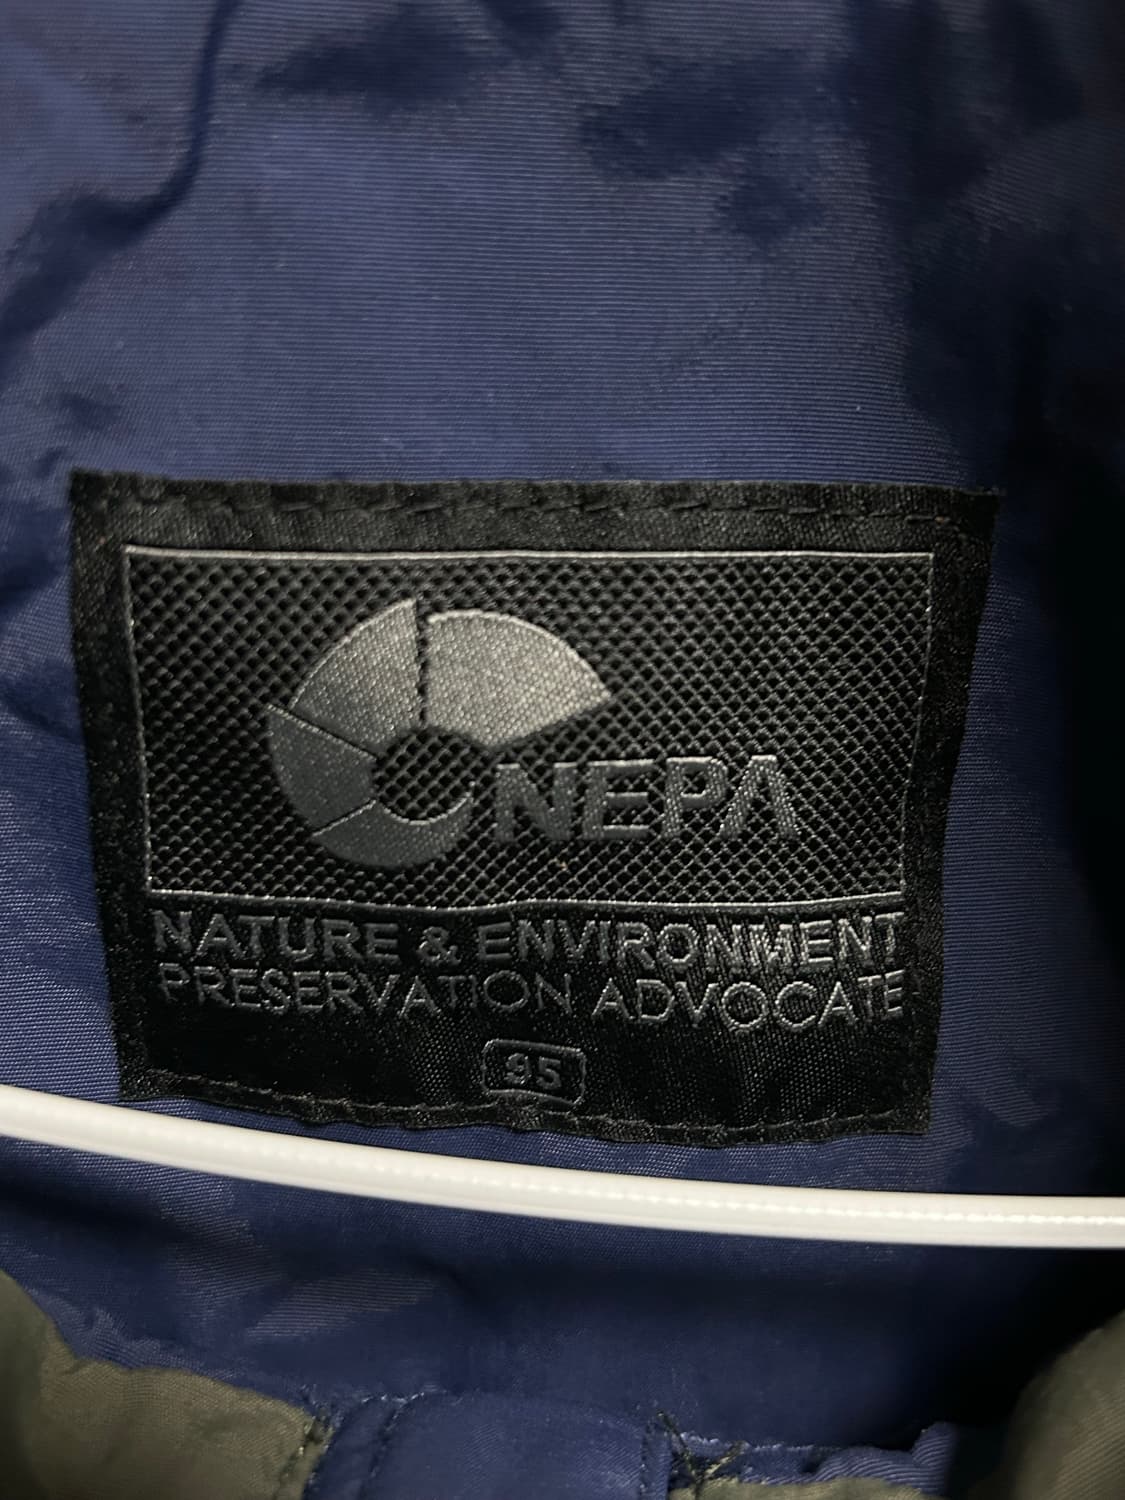 NEPA
NATURE & ENVIRONMENT
PRESERVATION ADVOCATE
95